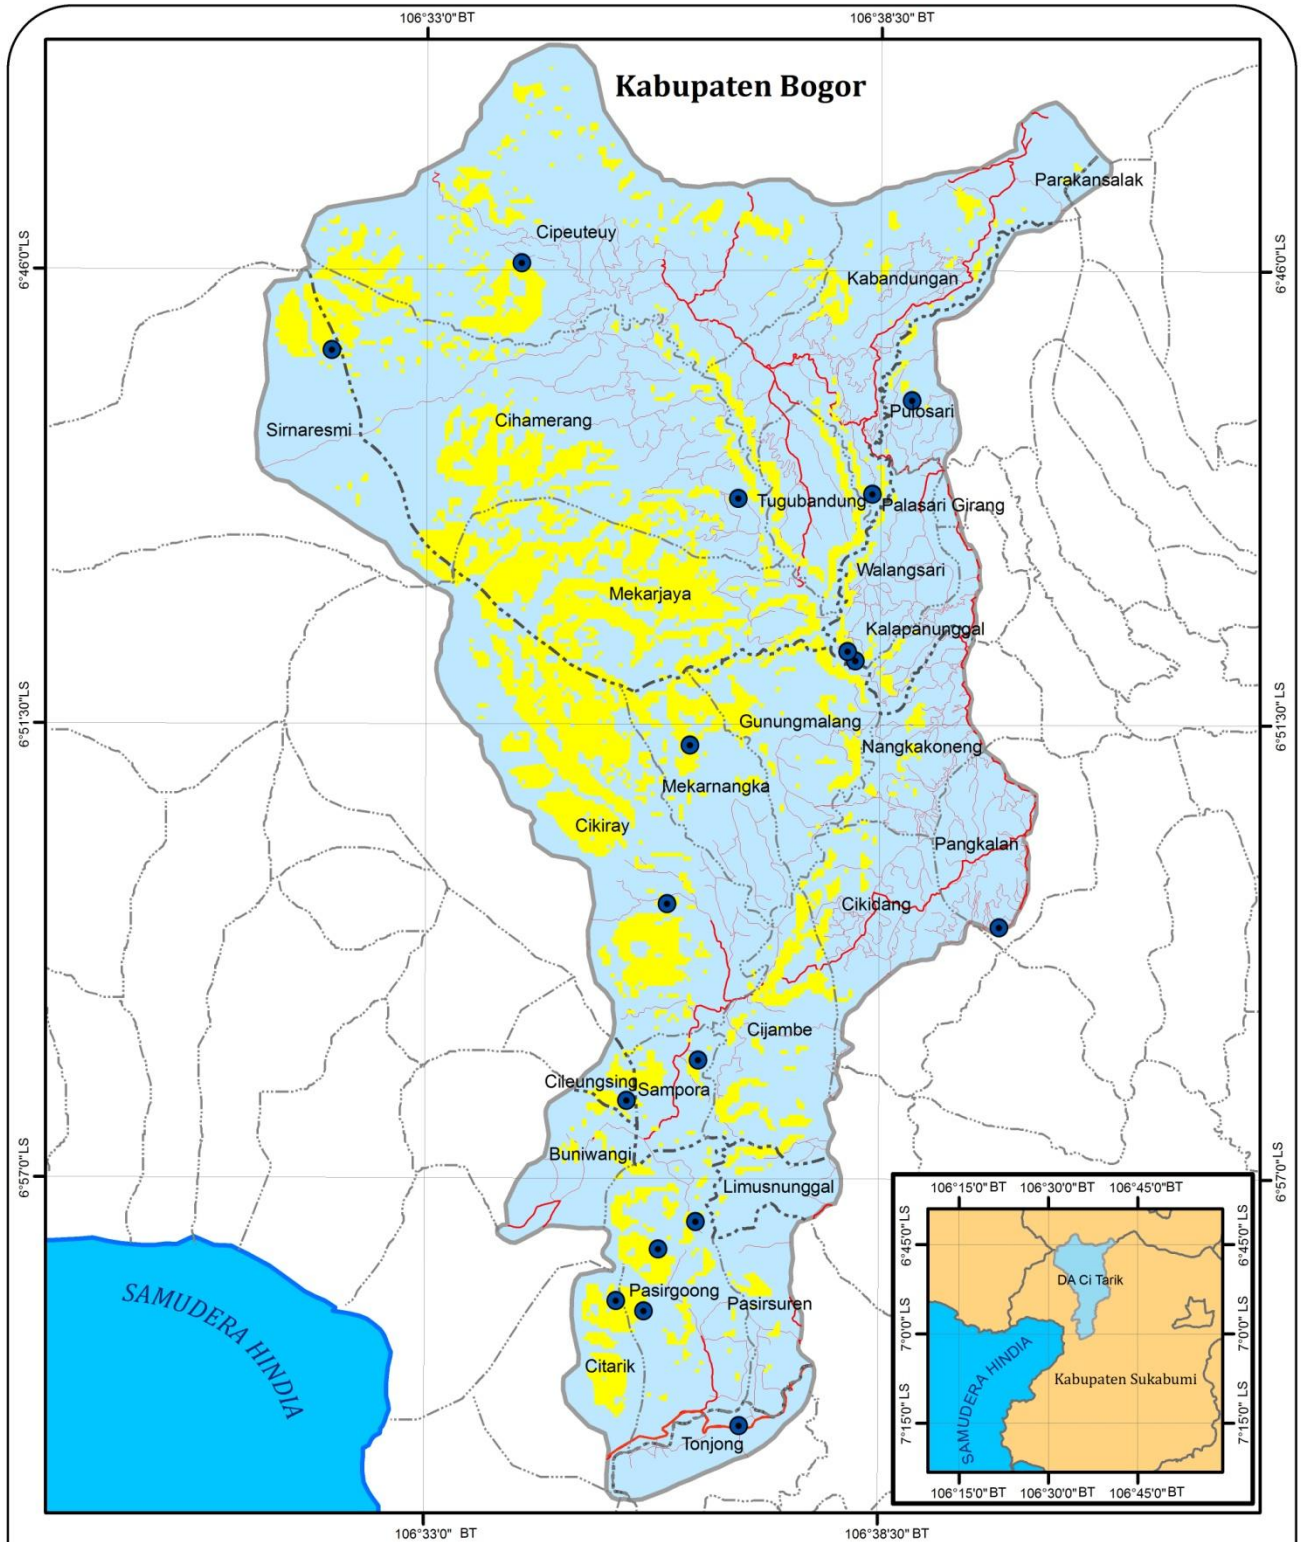 106°33'0" BT
106°38'30" BT
Kabupaten Bogor
Parakansalak
Cipeuteuy
6°46'0"LS
6°46'0"LS
Kabandungan
Pulosari
Cihamerang
Sirnaresmi
Tugubandung
Palasari Girang
Walangsari
Mekarjaya
Kalapanunggal
6°51'30" LS
6°51'30" LS
Gunungmalang
Nangkakoneng
Mekarnangka
Cikiray
Pangkalan
Cikidang
Cijambe
Cileungsing
Sampora
Buniwangi
6°57'0"LS
6°57'0"LS
Limusnunggal
SAMUDERA HINDIA
Pasirgoong
Pasirsuren
Citarik
Tonjong
106°33'0" BT
106°38'30" BT
106°15'0" BT
106°30'0" BT
106°45'0" BT
6°45'0" LS
6°45'0" LS
DA Ci Tarik
7°0'0" LS
7°0'0" LS
SAMUDERA HINDIA
Kabupaten Sukabumi
7°15'0" LS
7°15'0" LS
106°15'0" BT
106°30'0" BT
106°45'0" BT